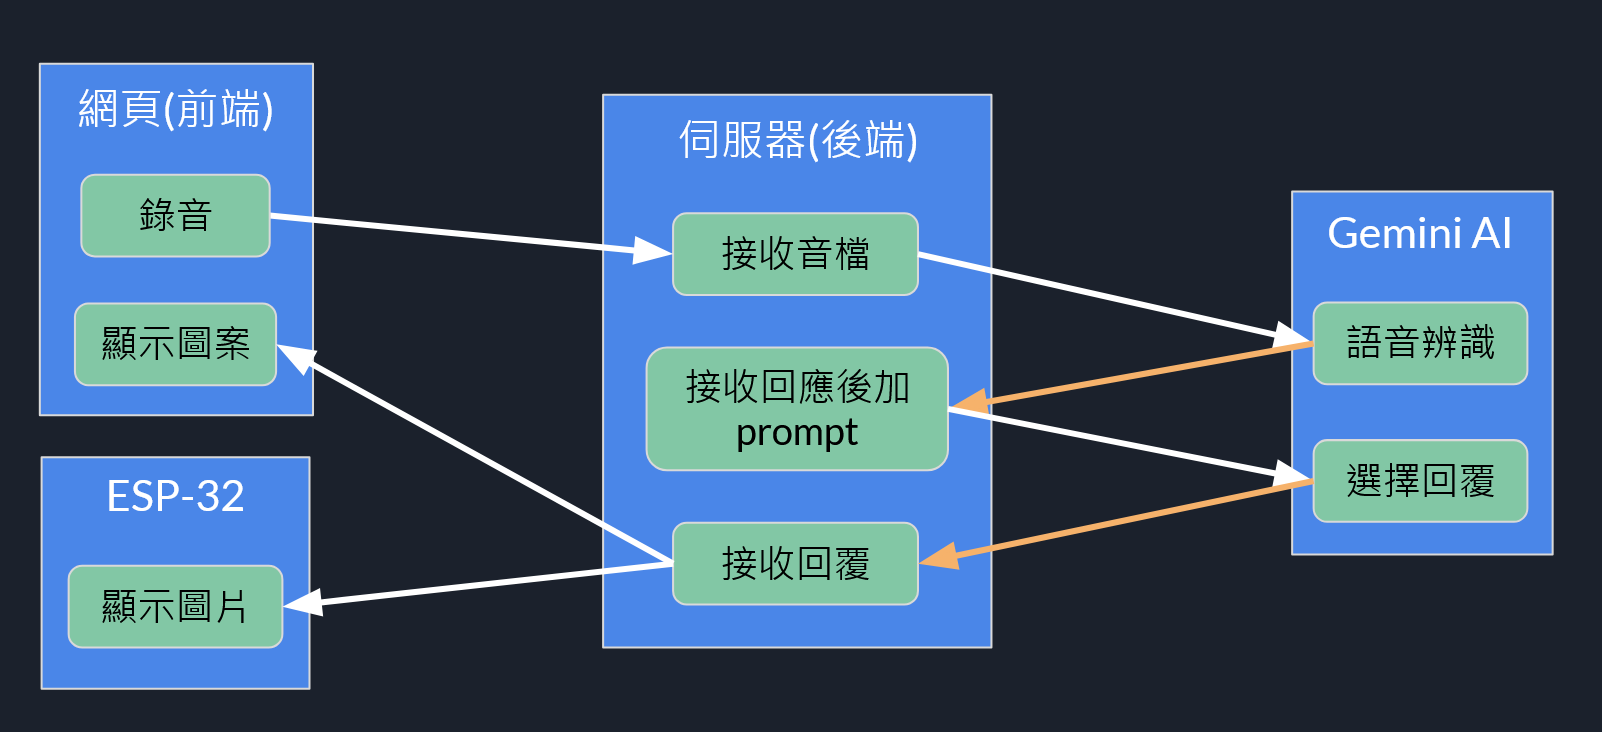 網頁(前端)
錄音
顯示圖案
ESP-32
顯示圖片
伺服器(後端)
接收音檔
接收回應後加
prompt
接收回覆
Gemini AI
語音辨識
選擇回覆